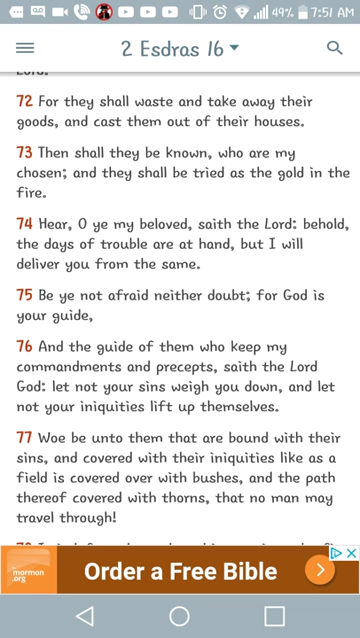 49% 7:51 AM
2 Esdras 16
Lord.
72 For they shall waste and take away their
goods, and cast them out of their houses.
73 Then shall they be known, who are my
chosen; and they shall be tried as the gold in the
fire.
74 Hear, O ye my beloved, saith the Lord: behold,
the days of trouble are at hand, but I will
deliver you from the same.
75 Be ye not afraid neither doubt; for God is
your guide,
76 And the guide of them who keep my
commandments and precepts, saith the Lord
God: let not your sins weigh you down, and let
not your iniquities lift up themselves.
77 Woe be unto them that are bound with their
sins, and covered with their iniquities like as a
field is covered over with bushes, and the path
thereof covered with thorns, that no man may
travel through!
mormon
.org
Order a Free Bible